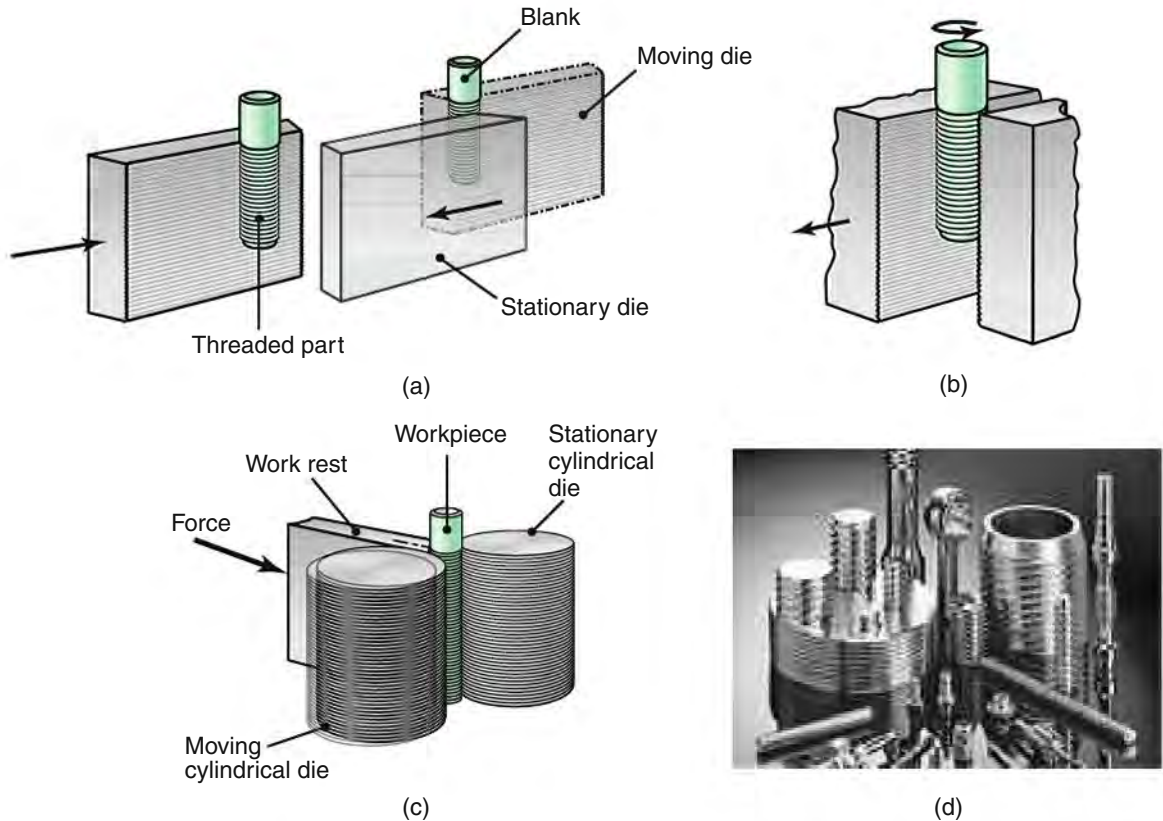 Blank
Moving die
Stationary die
Threaded part
(a)
(b)
Workpiece
Stationary
cylindrical
die
Work rest
Force
Moving
cylindrical die
(c)
(d)